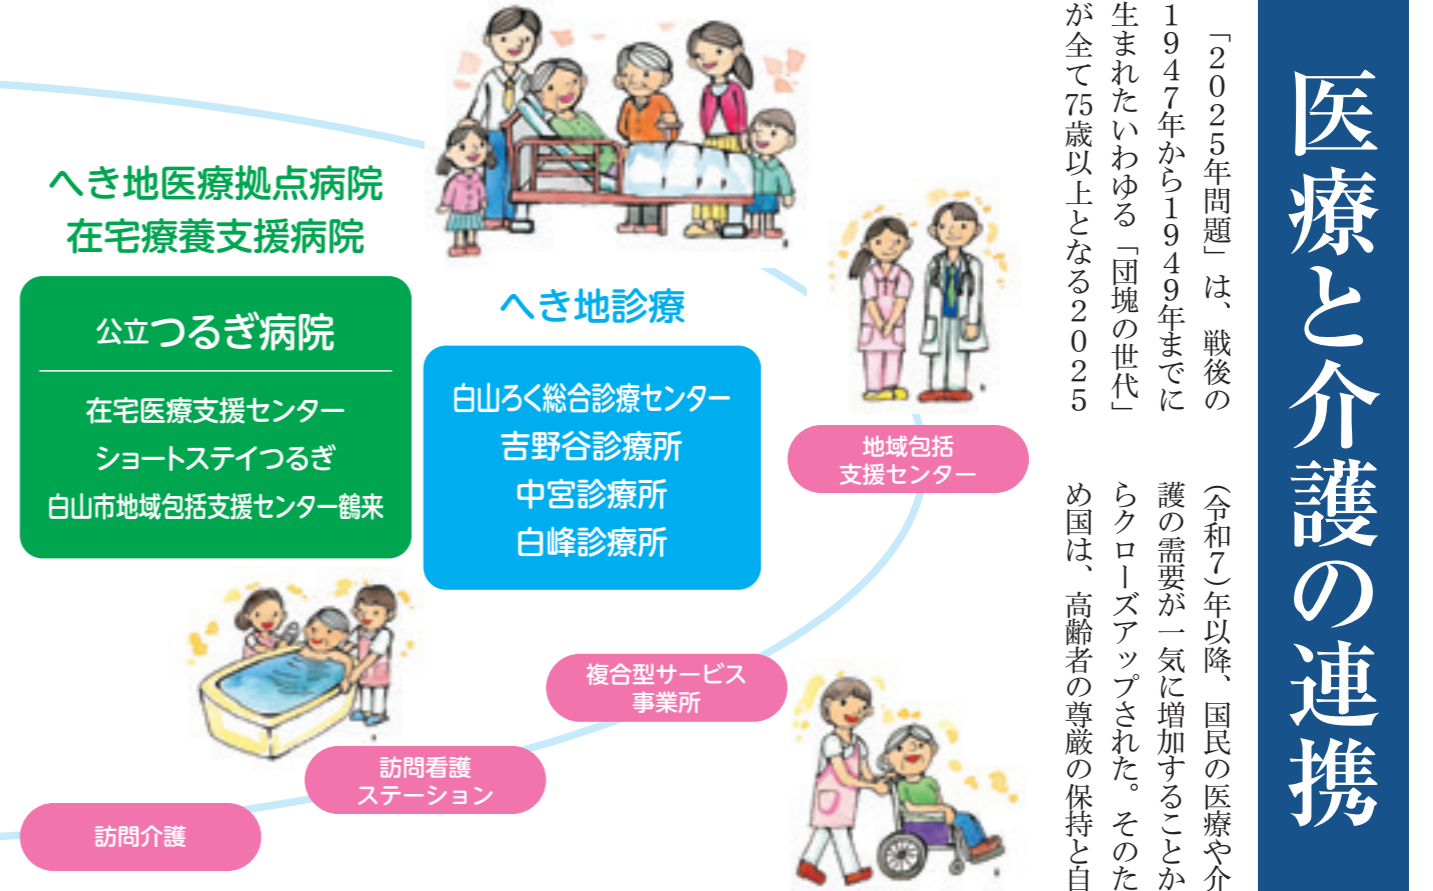 医療と介護の連携
「2025年問題」は、戦後の
1947年から1949年までに
生まれたいわゆる「団塊の世代」
が全て75歳以上となる2025
(令和7)年以降、国民の医療や介
護の需要が一気に増加することか
らクローズアップされた。そのた
め国は、高齢者の尊厳の保持と自
へき地医療拠点病院
在宅療養支援病院
公立つるぎ病院
在宅医療支援センター
ショートステイつるぎ
白山市地域包括支援センター鶴来
へき地診療
白山ろく総合診療センター
吉野谷診療所
中宮診療所
白峰診療所
地域包括
支援センター
複合型サービス
事業所
訪問看護
ステーション
訪問介護